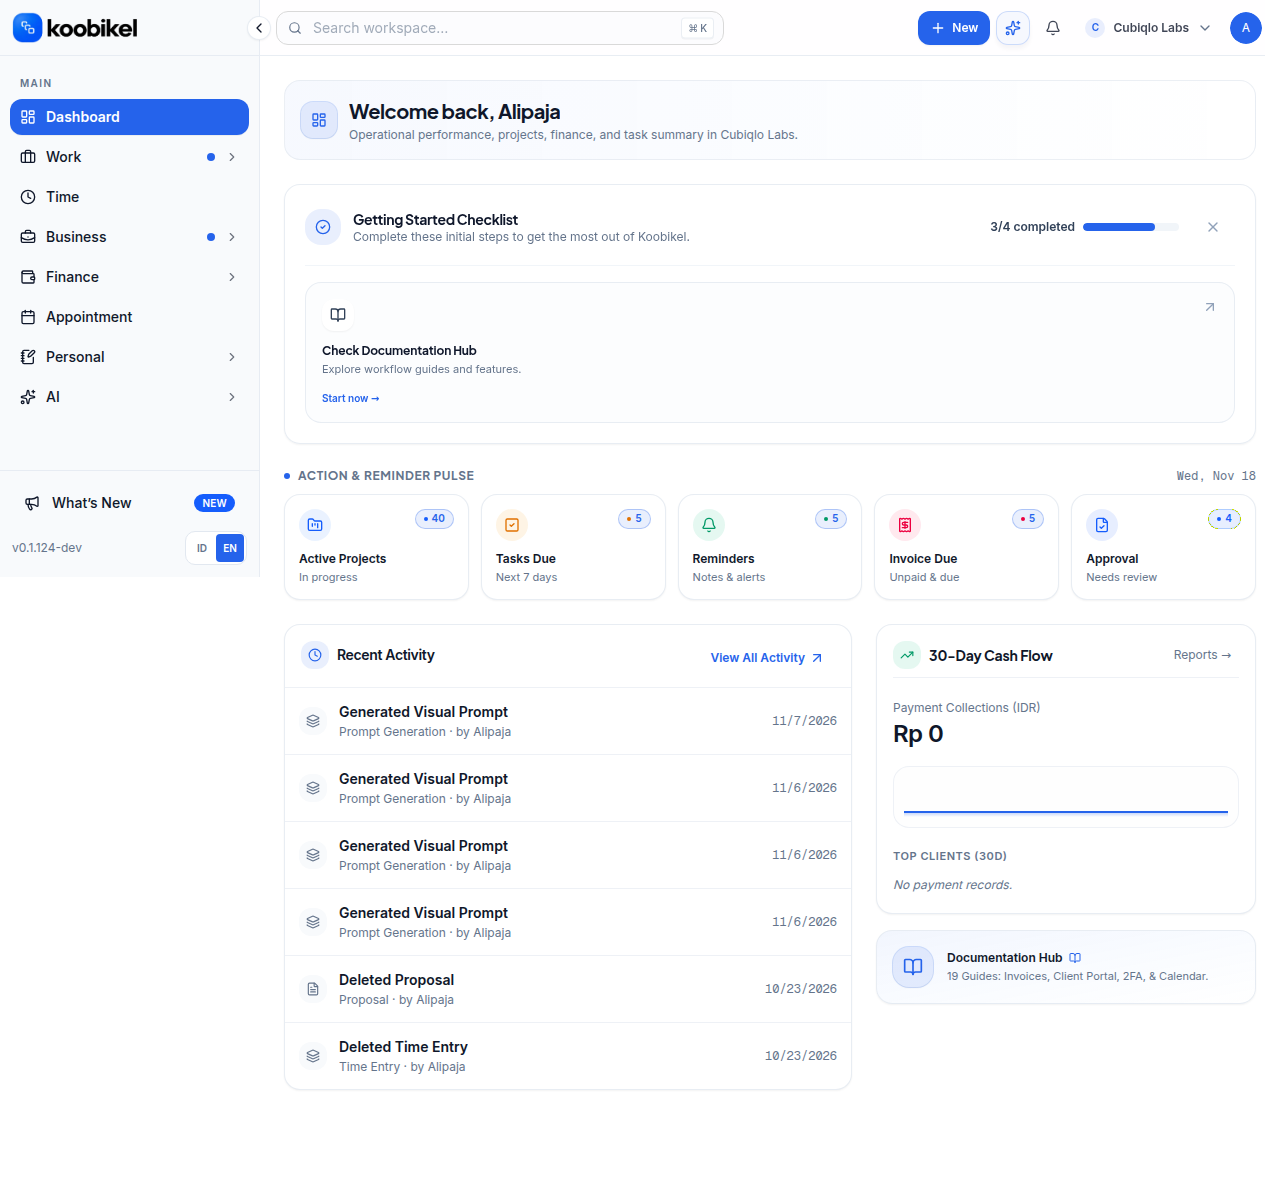 koobikel
Search workspace...
⌘ K
+ New
C
Cubiqlo Labs
A
MAIN
Dashboard
Work
Time
Business
Finance
Appointment
Personal
AI
What's New
NEW
v0.1.124-dev
ID
EN
Welcome back, Alipaja
Operational performance, projects, finance, and task summary in Cubiqlo Labs.
Getting Started Checklist
Complete these initial steps to get the most out of Koobikel.
3/4 completed
Check Documentation Hub
Explore workflow guides and features.
Start now →
ACTION & REMINDER PULSE
Wed, Nov 18
40
Active Projects
In progress
5
Tasks Due
Next 7 days
5
Reminders
Notes & alerts
5
Invoice Due
Unpaid & due
4
Approval
Needs review
Recent Activity
View All Activity
Generated Visual Prompt
Prompt Generation · by Alipaja
11/7/2026
Generated Visual Prompt
Prompt Generation · by Alipaja
11/6/2026
Generated Visual Prompt
Prompt Generation · by Alipaja
11/6/2026
Generated Visual Prompt
Prompt Generation · by Alipaja
11/6/2026
Deleted Proposal
Proposal · by Alipaja
10/23/2026
Deleted Time Entry
Time Entry · by Alipaja
10/23/2026
30-Day Cash Flow
Reports →
Payment Collections (IDR)
Rp 0
TOP CLIENTS (30D)
No payment records.
Documentation Hub
19 Guides: Invoices, Client Portal, 2FA, & Calendar.